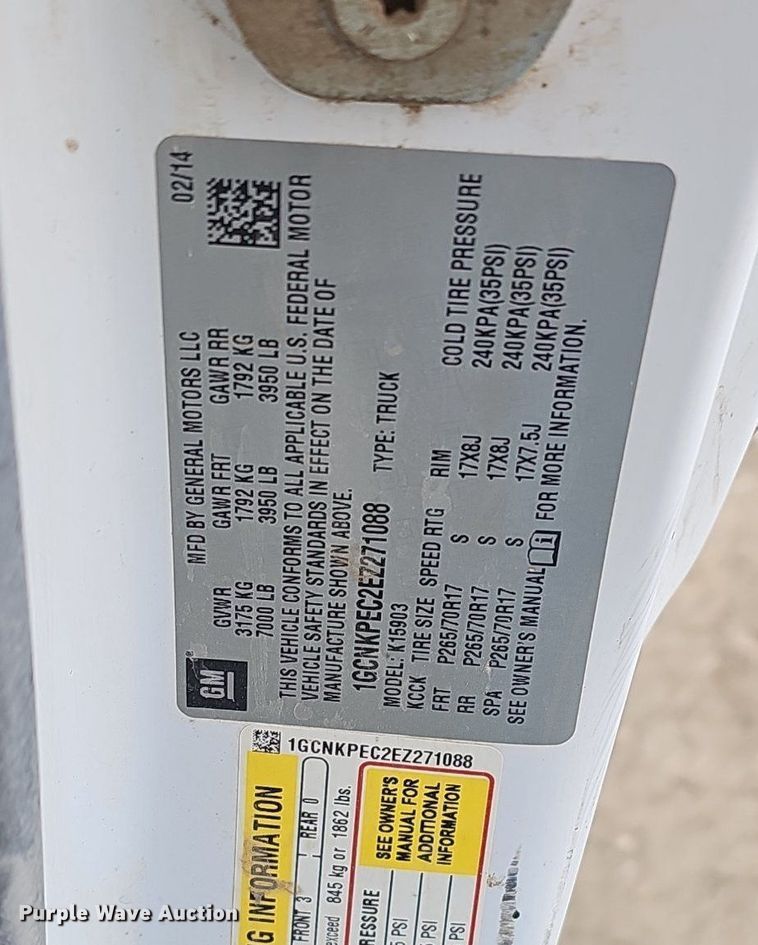 MFD BY GENERAL MOTORS LLC 02/14
GVWR GAWR FRT GAWR RR
3175 KG 1792 KG 1792 KG
7000 LB 3950 LB 3950 LB
THIS VEHICLE CONFORMS TO ALL APPLICABLE U.S. FEDERAL MOTOR
VEHICLE SAFETY STANDARDS IN EFFECT ON THE DATE OF
MANUFACTURE SHOWN ABOVE.
GM
1GCNKPEC2EZ271088 TYPE: TRUCK
MODEL: K15903
KCCK TIRE SIZE SPEED RTG RIM COLD TIRE PRESSURE
FRT P265/70R17 S 17X8J 240KPA(35PSI)
RR P265/70R17 S 17X8J 240KPA(35PSI)
SPA P265/70R17 S 17X7.5J 240KPA(35PSI)
SEE OWNER'S MANUAL i FOR MORE INFORMATION.
1GCNKPEC2EZ271088
G INFORMATION
FRONT 3 REAR 0
exceed 845 kg or 1862 lbs.
RESSURE
5 PSI
5 PSI
PSI
SEE OWNER'S
MANUAL FOR
ADDITIONAL
INFORMATION
Purple Wave Auction